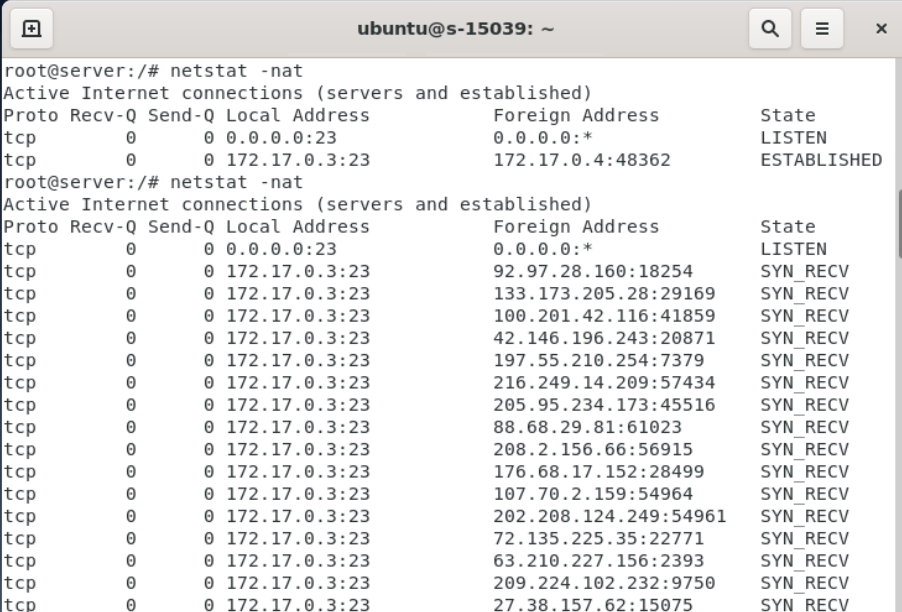 ubuntu@s-15039: ~
root@server:/# netstat -nat
Active Internet connections (servers and established)
Proto Recv-Q Send-Q Local Address           Foreign Address         State
tcp        0      0 0.0.0.0:23              0.0.0.0:*               LISTEN
tcp        0      0 172.17.0.3:23           172.17.0.4:48362        ESTABLISHED
root@server:/# netstat -nat
Active Internet connections (servers and established)
Proto Recv-Q Send-Q Local Address           Foreign Address         State
tcp        0      0 0.0.0.0:23              0.0.0.0:*               LISTEN
tcp        0      0 172.17.0.3:23           92.97.28.160:18254      SYN_RECV
tcp        0      0 172.17.0.3:23           133.173.205.28:29169    SYN_RECV
tcp        0      0 172.17.0.3:23           100.201.42.116:41859    SYN_RECV
tcp        0      0 172.17.0.3:23           42.146.196.243:20871    SYN_RECV
tcp        0      0 172.17.0.3:23           197.55.210.254:7379     SYN_RECV
tcp        0      0 172.17.0.3:23           216.249.14.209:57434    SYN_RECV
tcp        0      0 172.17.0.3:23           205.95.234.173:45516    SYN_RECV
tcp        0      0 172.17.0.3:23           88.68.29.81:61023       SYN_RECV
tcp        0      0 172.17.0.3:23           208.2.156.66:56915      SYN_RECV
tcp        0      0 172.17.0.3:23           176.68.17.152:28499     SYN_RECV
tcp        0      0 172.17.0.3:23           107.70.2.159:54964      SYN_RECV
tcp        0      0 172.17.0.3:23           202.208.124.249:54961   SYN_RECV
tcp        0      0 172.17.0.3:23           72.135.225.35:22771     SYN_RECV
tcp        0      0 172.17.0.3:23           63.210.227.156:2393     SYN_RECV
tcp        0      0 172.17.0.3:23           209.224.102.232:9750    SYN_RECV
tcp        0      0 172.17.0.3:23           27.38.157.62:15075      SYN_RECV